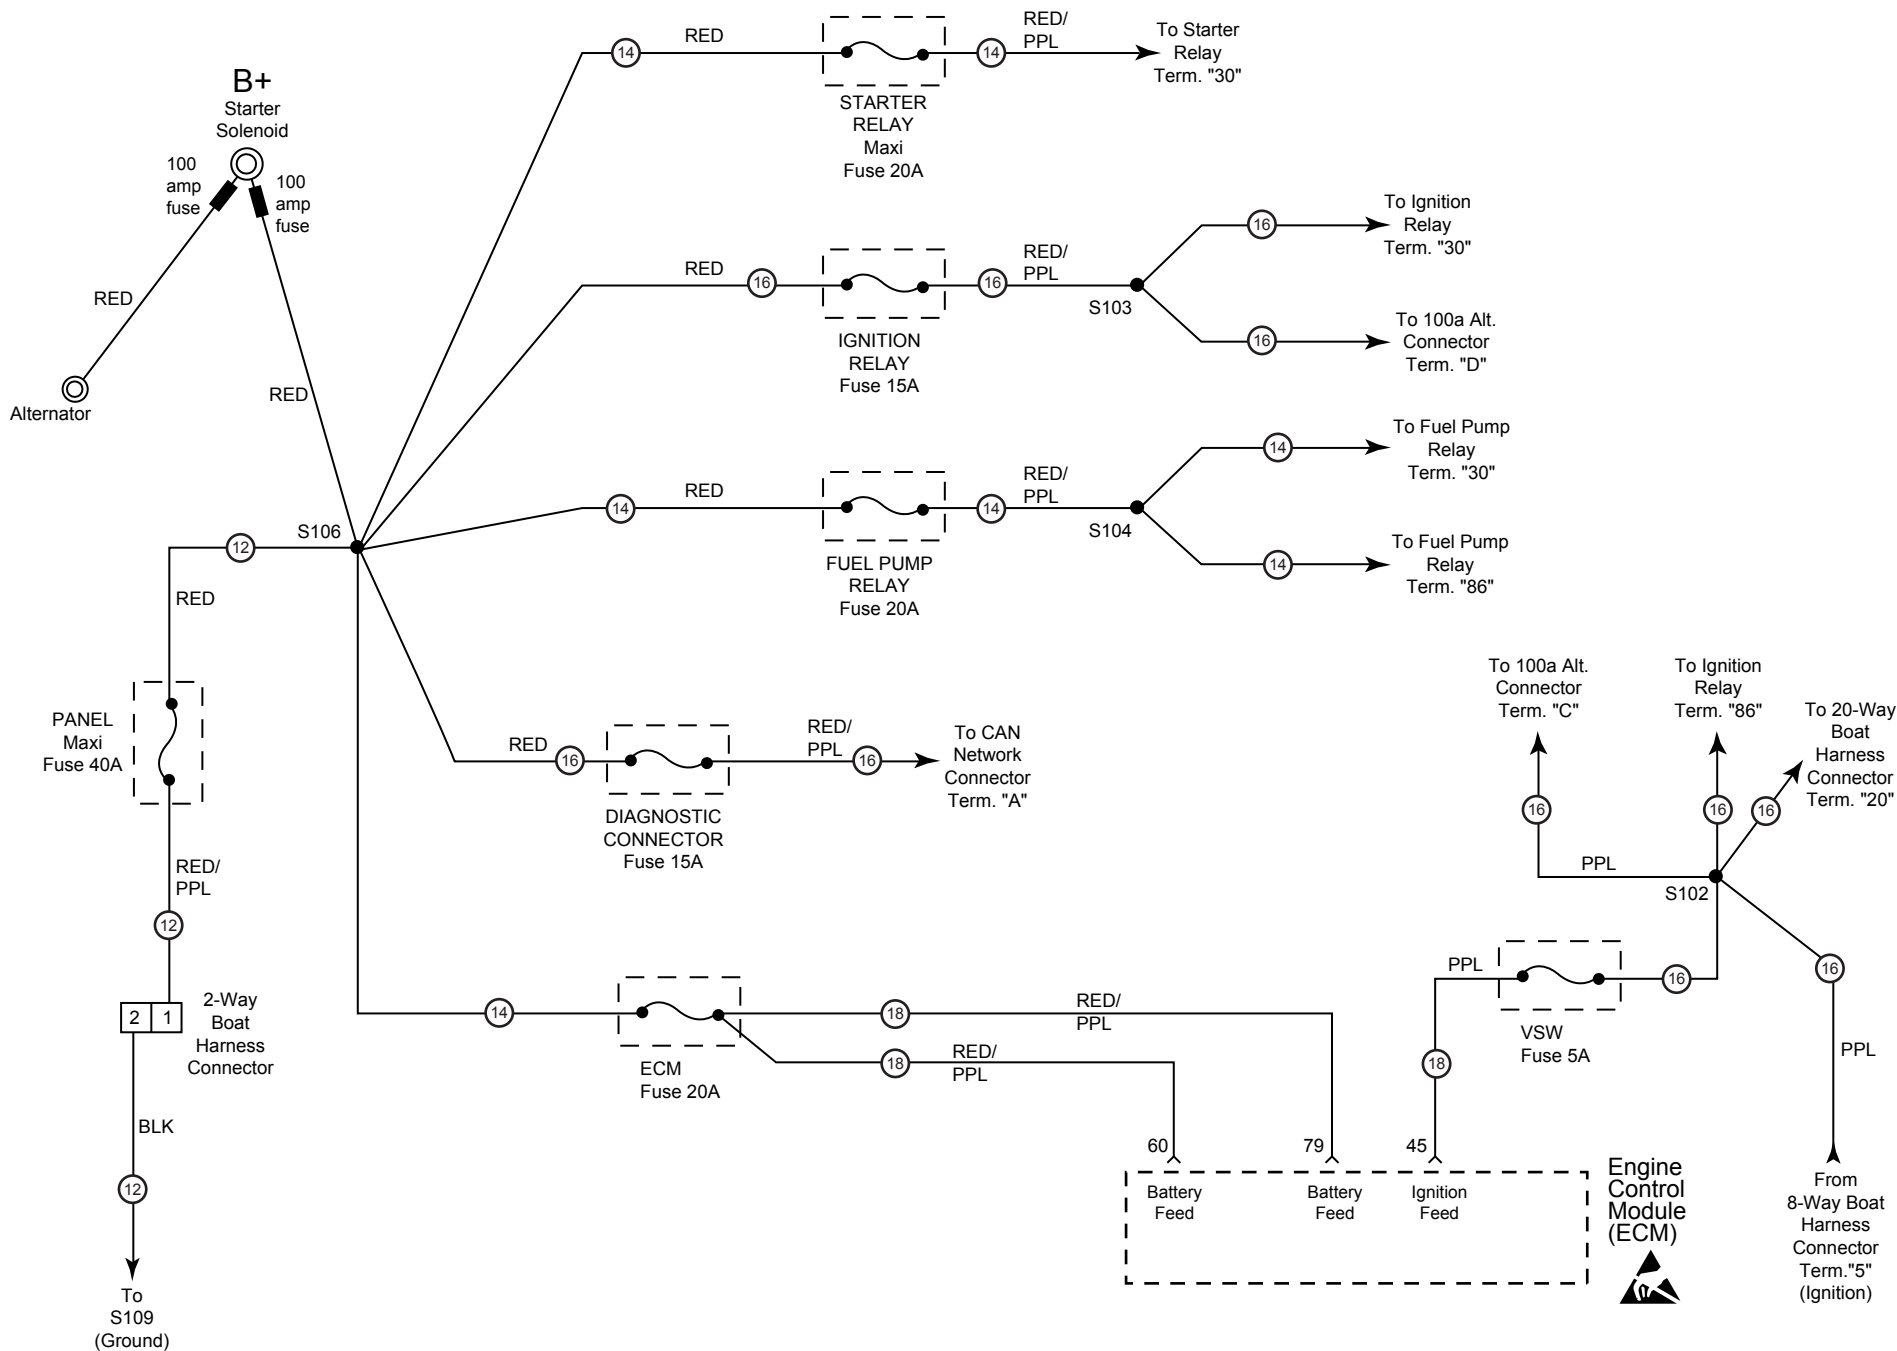 14
RED
RED/
PPL
14
To Starter
Relay
Term. "30"
STARTER
RELAY
Maxi
Fuse 20A
B+
Starter
Solenoid
100
amp
fuse
100
amp
fuse
RED
RED
Alternator
RED
16
RED/
PPL
16
S103
IGNITION
RELAY
Fuse 15A
16
To Ignition
Relay
Term. "30"
16
To 100a Alt.
Connector
Term. "D"
14
RED
RED/
PPL
14
S104
FUEL PUMP
RELAY
Fuse 20A
14
To Fuel Pump
Relay
Term. "30"
14
To Fuel Pump
Relay
Term. "86"
S106
12
RED
PANEL
Maxi
Fuse 40A
RED/
PPL
12
2 1
2-Way
Boat
Harness
Connector
BLK
12
To
S109
(Ground)
RED
16
RED/
PPL
16
To CAN
Network
Connector
Term. "A"
DIAGNOSTIC
CONNECTOR
Fuse 15A
14
ECM
Fuse 20A
18
RED/
PPL
18
RED/
PPL
To 100a Alt.
Connector
Term. "C"
To Ignition
Relay
Term. "86"
To 20-Way
Boat
Harness
Connector
Term. "20"
16
16
16
PPL
S102
PPL
16
16
VSW
Fuse 5A
18
PPL
60
79
45
Battery
Feed
Battery
Feed
Ignition
Feed
Engine
Control
Module
(ECM)
From
8-Way Boat
Harness
Connector
Term."5"
(Ignition)